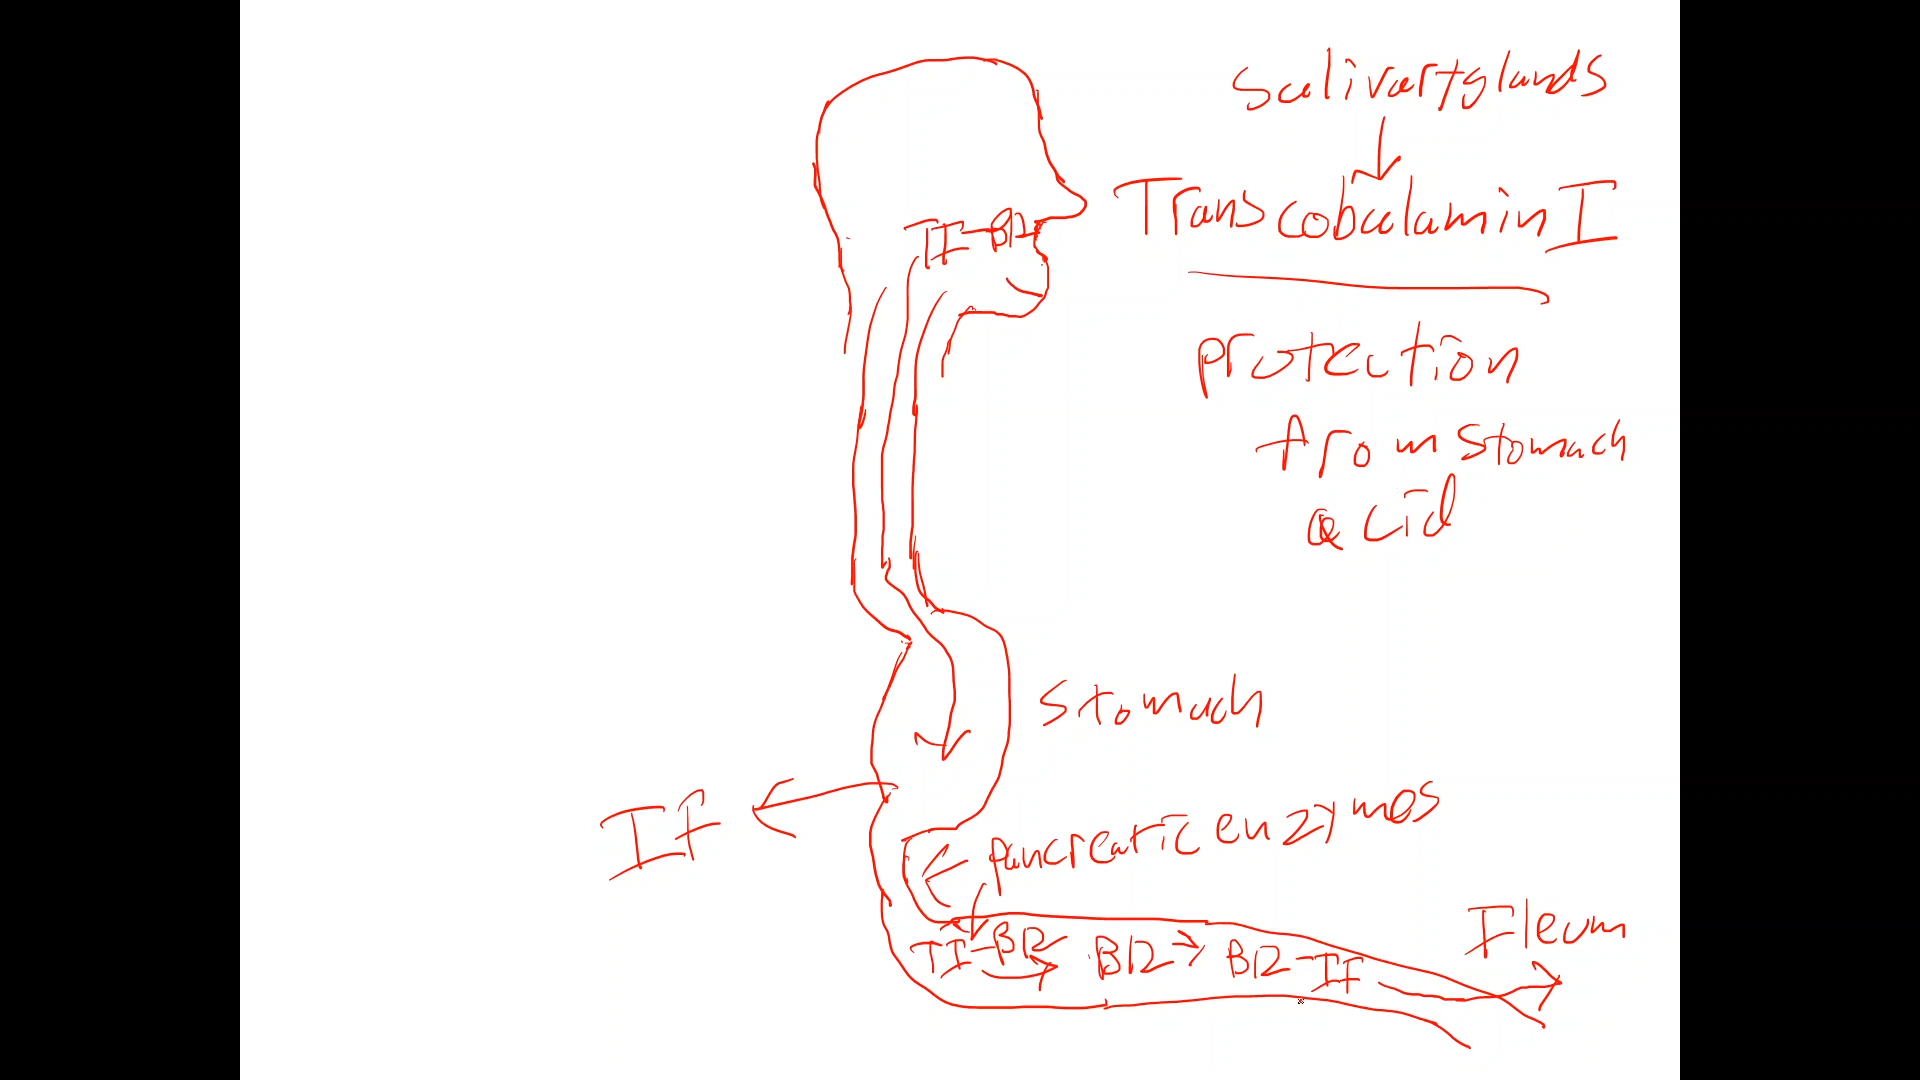 Salivary glands
Transcobalamin I
TI-B12
protection
from stomach
acid
Stomach
IF
pancreatic enzymes
Ileum
TI-B12 B12 B12-IF